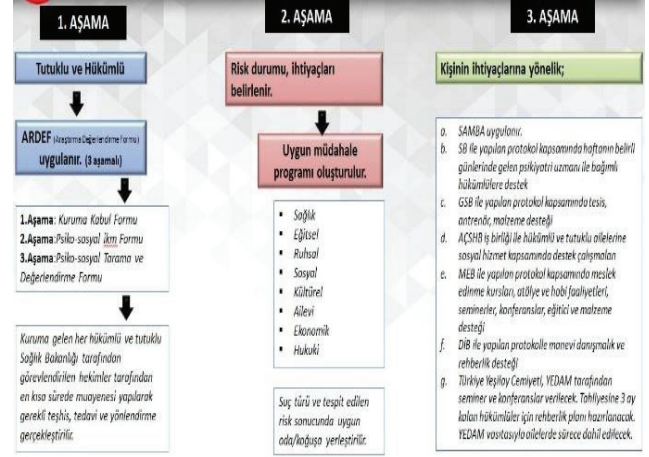 1. AŞAMA
Tutuklu ve Hükümlü
ARDEF (Araştırma Değerlendirme Formu)
uygulanır. (3 aşamalı)
1.Aşama: Kuruma Kabul Formu
2.Aşama:Psiko-sosyal ikm Formu
3.Aşama:Psiko-sosyal Tarama ve
Değerlendirme Formu
Kuruma gelen her hükümlü ve tutuklu
Sağlık Bakanlığı tarafından
görevlendirilen hekimler tarafından
en kısa sürede muayenesi yapılarak
gerekli teşhis, tedavi ve yönlendirme
gerçekleştirilir.
2. AŞAMA
Risk durumu, ihtiyaçları
belirlenir.
Uygun müdahale
programı oluşturulur.
▪ Sağlık
▪ Eğitsel
▪ Ruhsal
▪ Sosyal
▪ Kültürel
▪ Ailevi
▪ Ekonomik
▪ Hukuki
Suç türü ve tespit edilen
risk sonucunda uygun
oda/koğuşa yerleştirilir.
3. AŞAMA
Kişinin ihtiyaçlarına yönelik;
a. SAMBA uygulanır.
b. SB ile yapılan protokol kapsamında haftanın belirli
günlerinde gelen psikiyatri uzmanı ile bağımlı
hükümlülere destek
c. GSB ile yapılan protokol kapsamında tesis,
antrenör, malzeme desteği
d. AÇSHB iş birliği ile hükümlü ve tutuklu ailelerine
sosyal hizmet kapsamında destek çalışmaları
e. MEB ile yapılan protokol kapsamında meslek
edinme kursları, atölye ve hobi faaliyetleri,
seminerler, konferanslar, eğitici ve malzeme
desteği
f. DİB ile yapılan protokolle manevi danışmalık ve
rehberlik desteği
g. Türkiye Yeşilay Cemiyeti, YEDAM tarafından
seminer ve konferanslar verilecek. Tahliyesine 3 ay
kalan hükümlüler için rehberlik planı hazırlanacak.
YEDAM vasıtasıyla ailelerde sürece dahil edilecek.